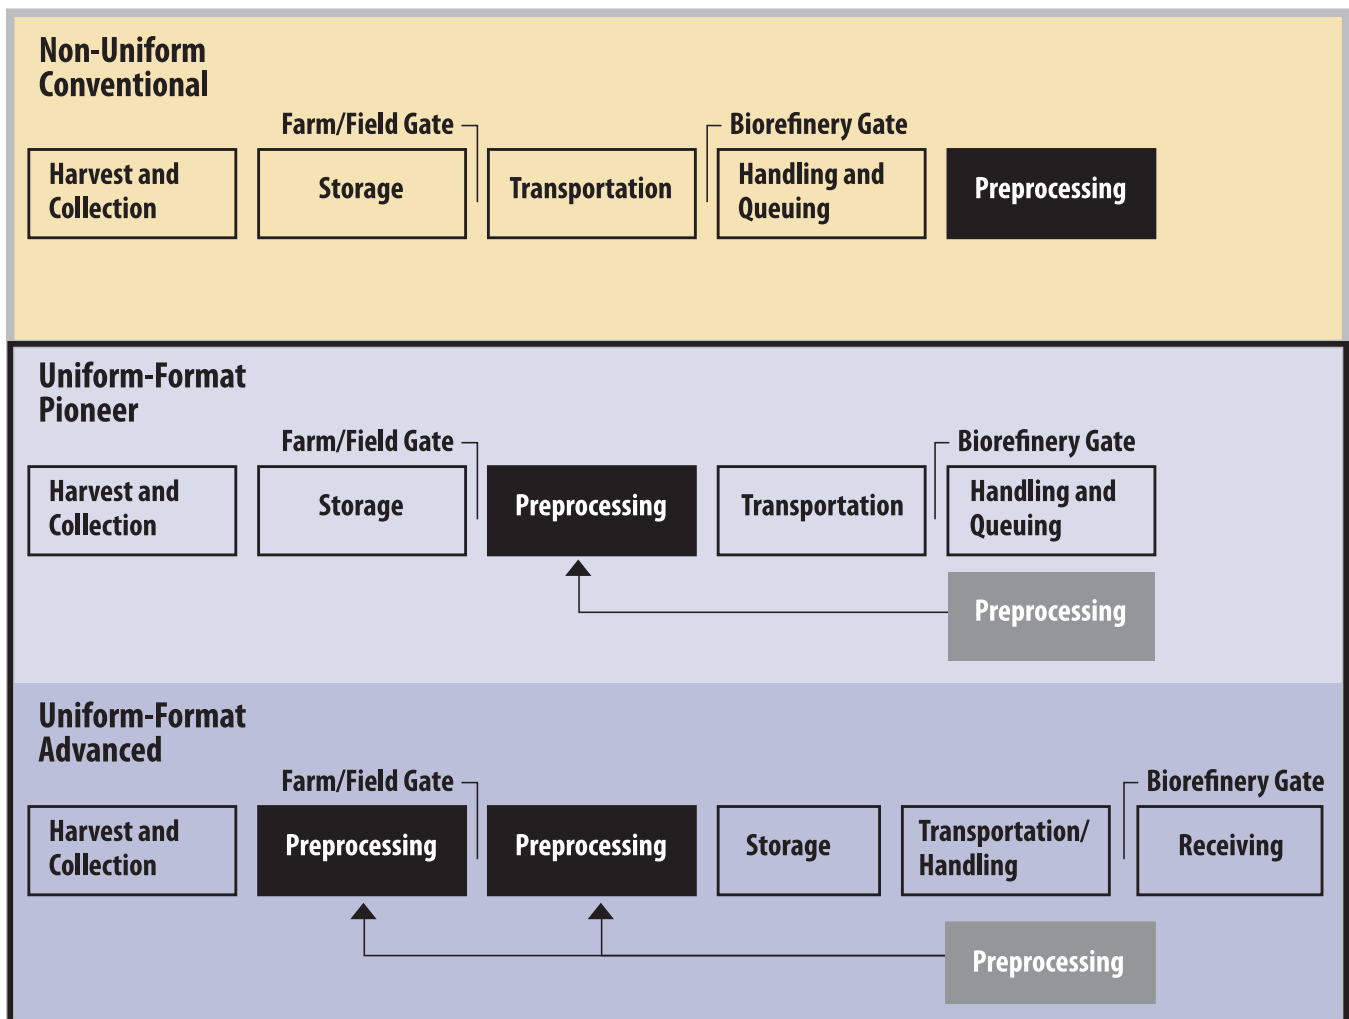 Non-Uniform
Conventional
Farm/Field Gate
Biorefinery Gate
Harvest and
Collection
Storage
Transportation
Handling and
Queuing
Preprocessing
Uniform-Format
Pioneer
Farm/Field Gate
Biorefinery Gate
Harvest and
Collection
Storage
Preprocessing
Transportation
Handling and
Queuing
Preprocessing
Uniform-Format
Advanced
Farm/Field Gate
Biorefinery Gate
Harvest and
Collection
Preprocessing
Preprocessing
Storage
Transportation/
Handling
Receiving
Preprocessing